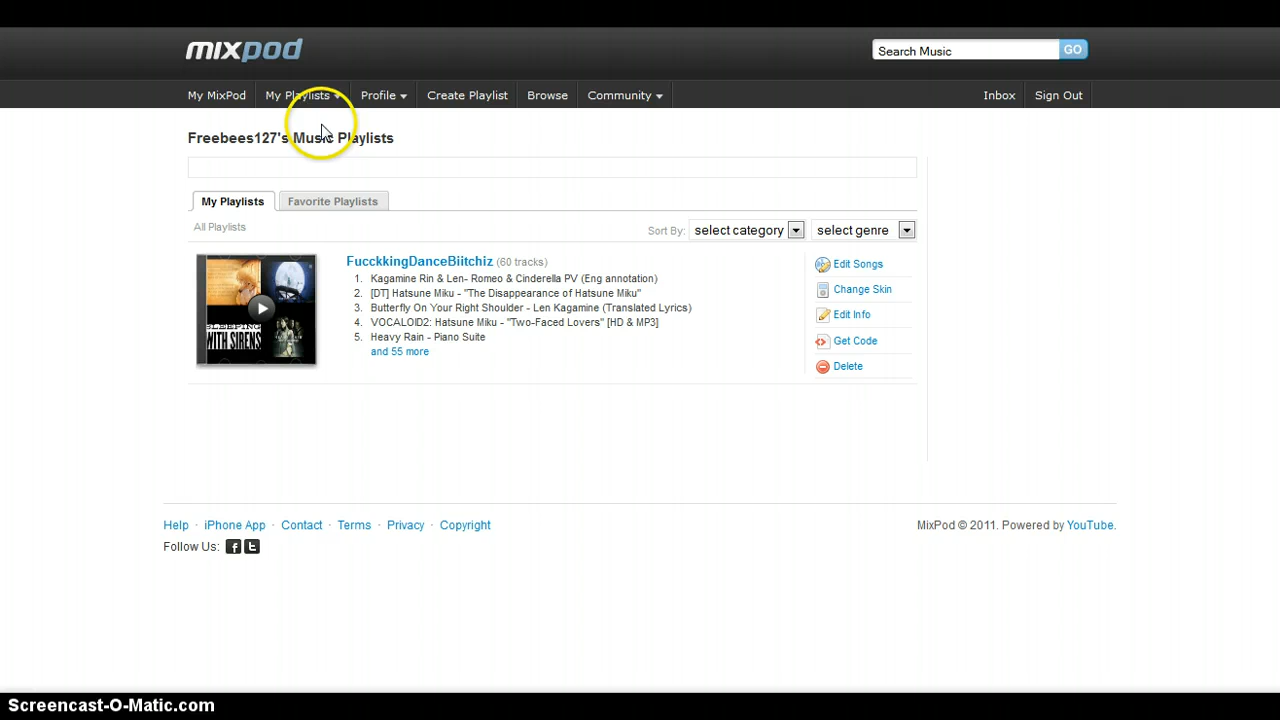 mixpod
Search Music GO
My MixPod My Playlists Profile Create Playlist Browse Community Inbox Sign Out
Freebees127's Music Playlists
My Playlists Favorite Playlists
All Playlists Sort By: select category select genre
FucckkingDanceBiitchiz (60 tracks)
1. Kagamine Rin & Len- Romeo & Cinderella PV (Eng annotation)
2. [DT] Hatsune Miku - "The Disappearance of Hatsune Miku"
3. Butterfly On Your Right Shoulder - Len Kagamine (Translated Lyrics)
4. VOCALOID2: Hatsune Miku - "Two-Faced Lovers" [HD & MP3]
5. Heavy Rain - Piano Suite
and 55 more
SLEEPING
WITH SIRENS
Edit Songs
Change Skin
Edit Info
Get Code
Delete
Help · iPhone App · Contact · Terms · Privacy · Copyright
MixPod © 2011. Powered by YouTube.
Follow Us:
Screencast-O-Matic.com